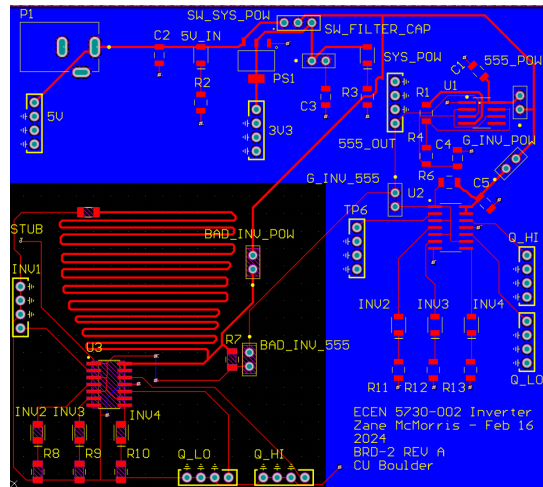 P1
SW_SYS_POW
SW_FILTER_CAP
C2
5V_IN
SYS_POW
PS1
R2
C1
555_POW
U1
5V
3V3
C3
R3
R1
G_INV_POW
R4
C4
555_OUT
G_INV_555
R6
U2
C5
TP6
STUB
BAD_INV_POW
Q_HI
INV1
INV2
INV3
INV4
U3
R7
BAD_INV_555
Q_LO
R11
R12
R13
INV2
INV3
INV4
R8
R9
R10
Q_LO
Q_HI
ECEN 5730-002 Inverter
Zane McMorris - Feb 16
2024
BRD-2 REV A
CU Boulder